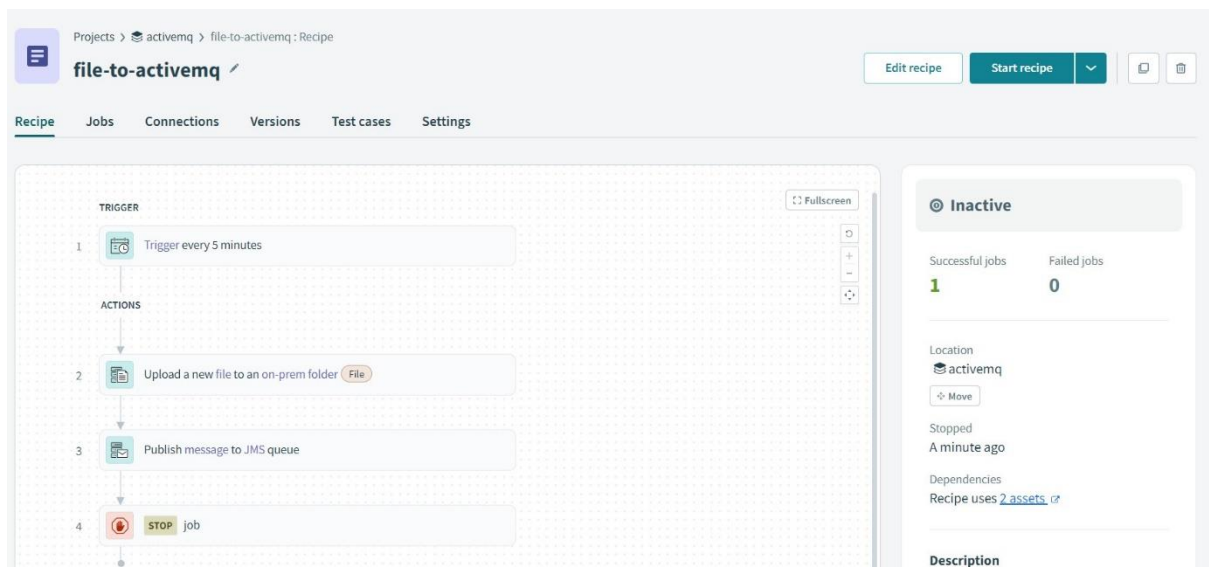 Projects > activemq > file-to-activemq : Recipe
file-to-activemq
Edit recipe
Start recipe
Recipe
Jobs
Connections
Versions
Test cases
Settings
TRIGGER
Fullscreen
1 Trigger every 5 minutes
ACTIONS
2 Upload a new file to an on-prem folder File
3 Publish message to JMS queue
4 STOP job
Inactive
Successful jobs
Failed jobs
1
0
Location
activemq
Move
Stopped
A minute ago
Dependencies
Recipe uses 2 assets
Description